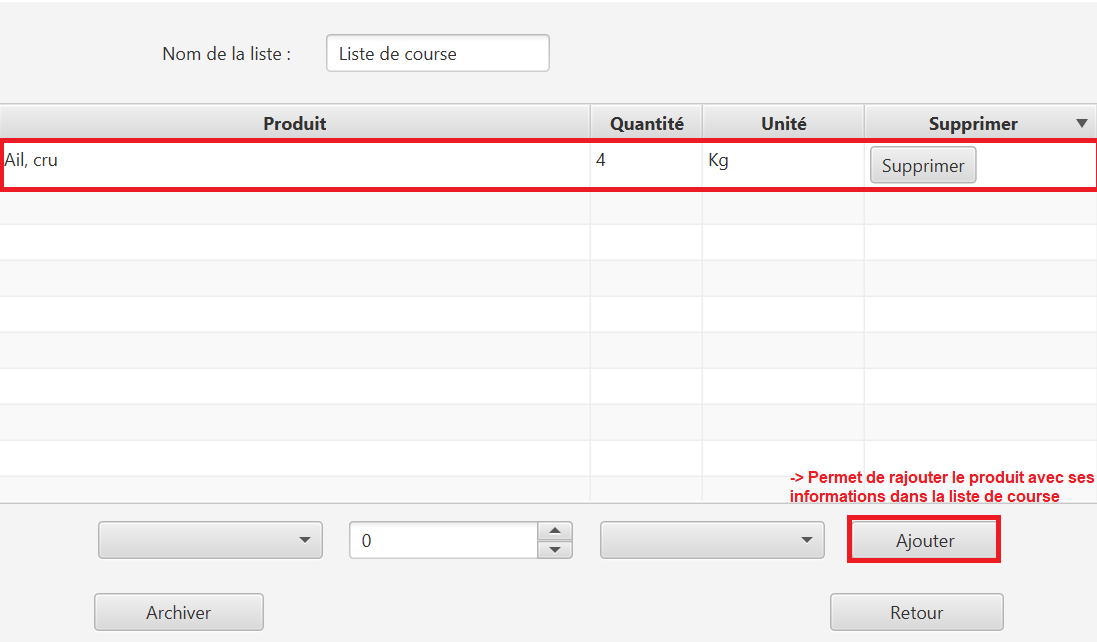 Nom de la liste :
Liste de course
Produit
Quantité
Unité
Supprimer
Ail, cru
4
Kg
Supprimer
-> Permet de rajouter le produit avec ses
informations dans la liste de course
0
Ajouter
Archiver
Retour